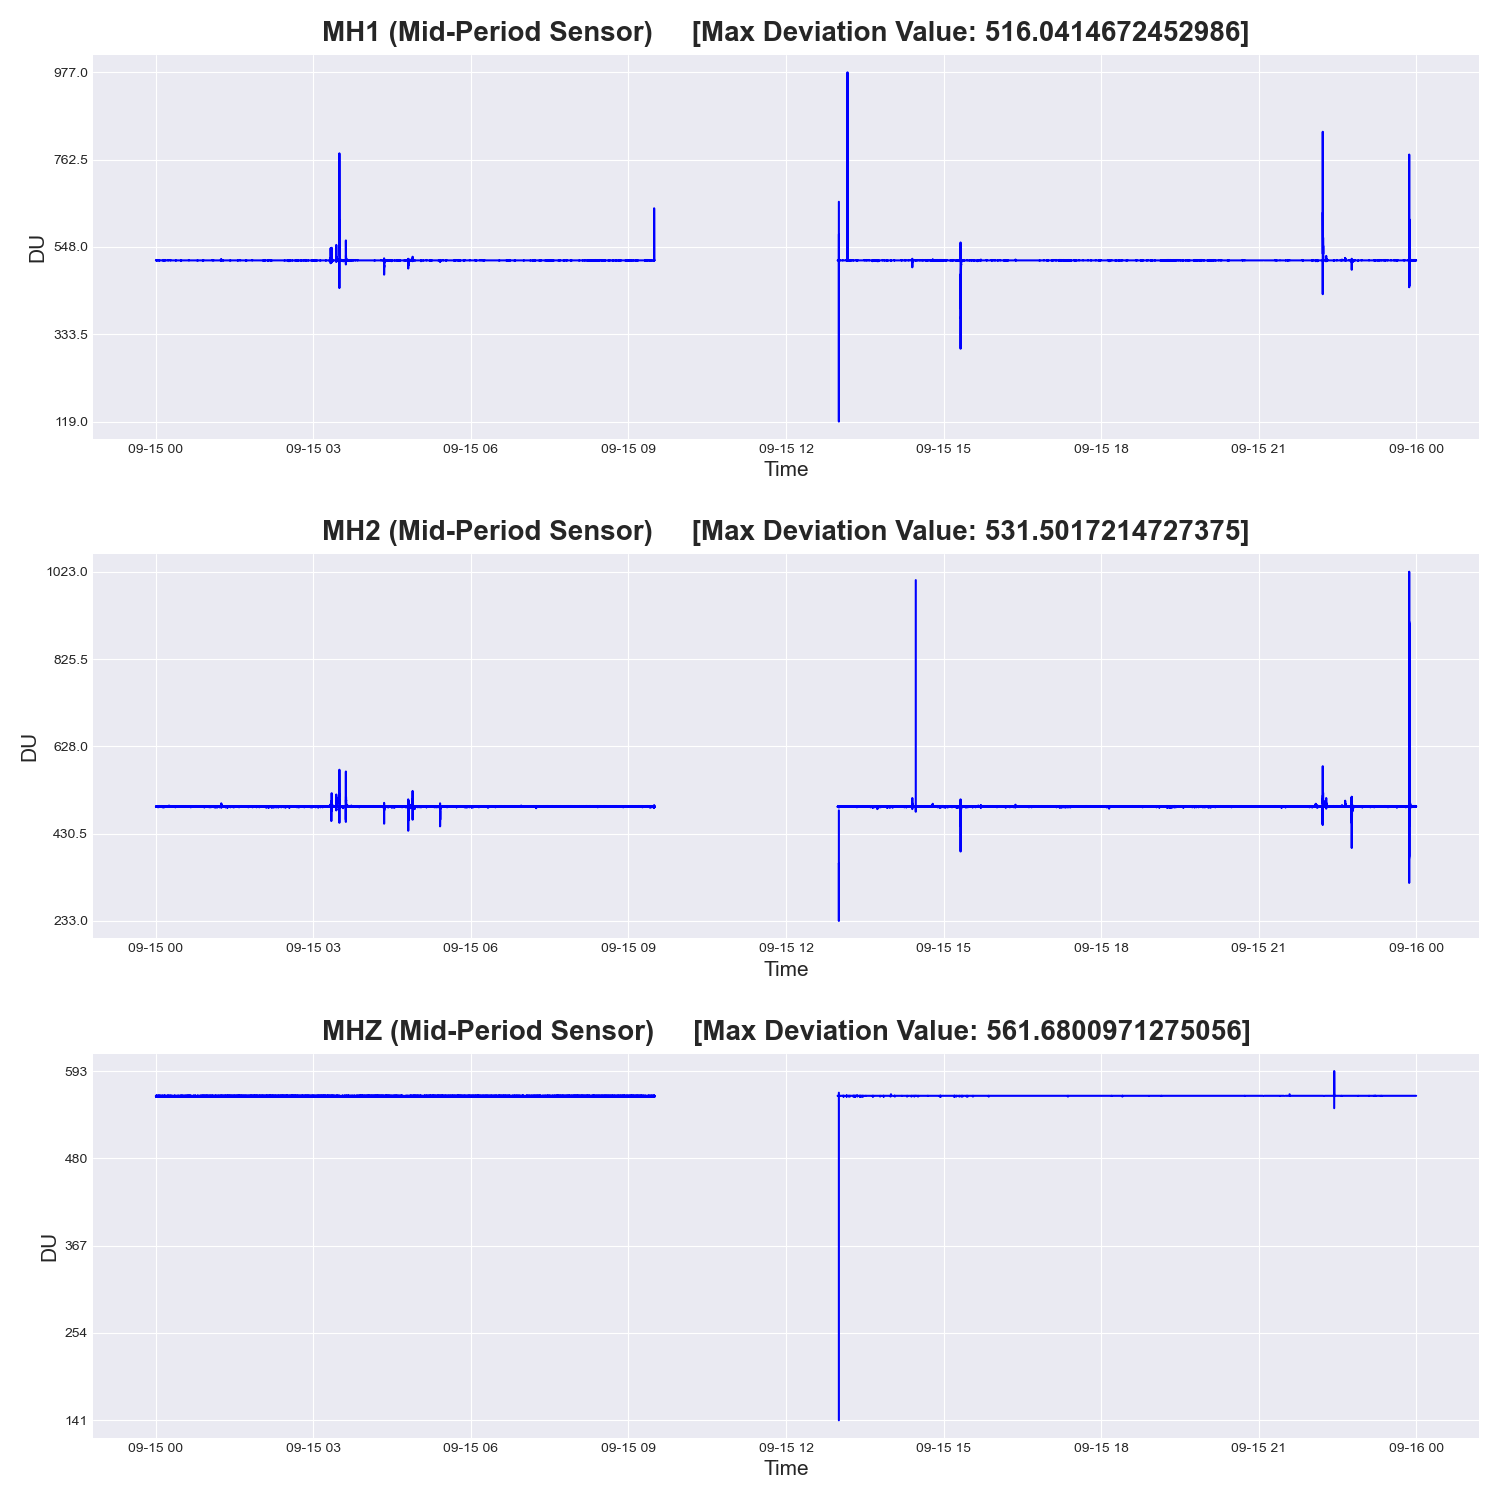 MH1 (Mid-Period Sensor) [Max Deviation Value: 516.0414672452986]
977.0
762.5
548.0
333.5
119.0
DU
09-15 00 09-15 03 09-15 06 09-15 09 09-15 12 09-15 15 09-15 18 09-15 21 09-16 00
Time
MH2 (Mid-Period Sensor) [Max Deviation Value: 531.5017214727375]
1023.0
825.5
628.0
430.5
233.0
DU
09-15 00 09-15 03 09-15 06 09-15 09 09-15 12 09-15 15 09-15 18 09-15 21 09-16 00
Time
MHZ (Mid-Period Sensor) [Max Deviation Value: 561.6800971275056]
593
480
367
254
141
DU
09-15 00 09-15 03 09-15 06 09-15 09 09-15 12 09-15 15 09-15 18 09-15 21 09-16 00
Time